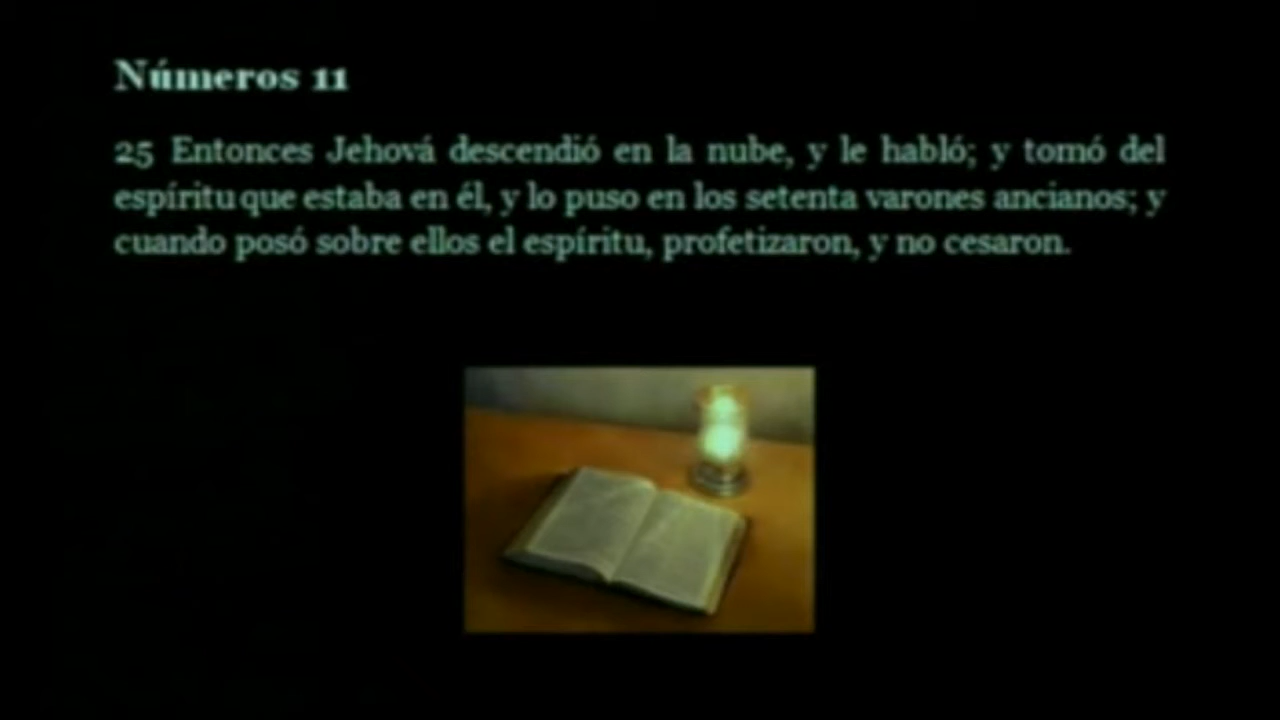 Números 11
25 Entonces Jehová descendió en la nube, y le habló; y tomó del
espíritu que estaba en él, y lo puso en los setenta varones ancianos; y
cuando posó sobre ellos el espíritu, profetizaron, y no cesaron.